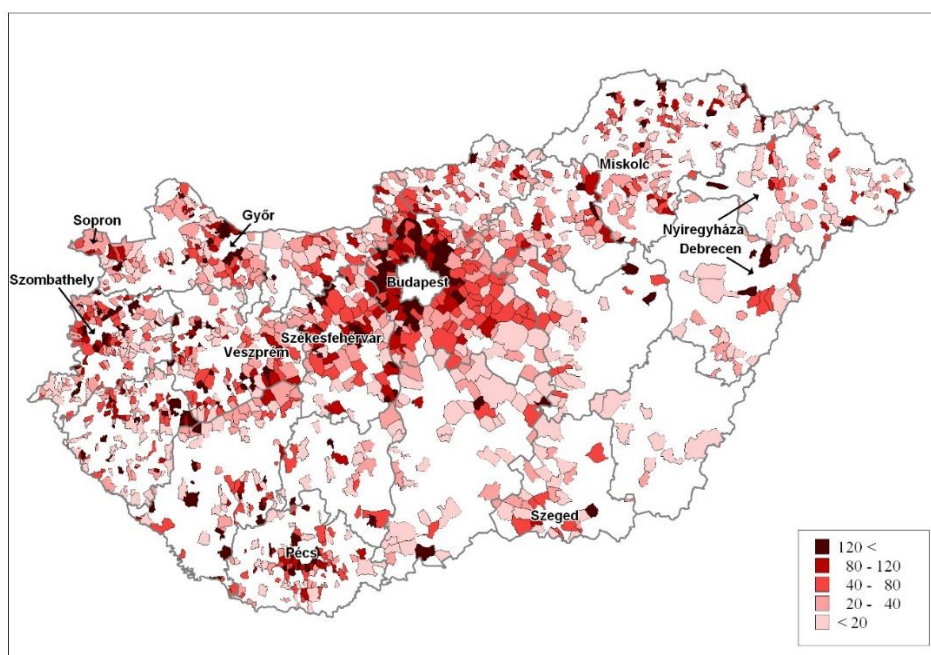 Miskolc
Sopron
Győr
Nyíregyháza
Debrecen
Szombathely
Budapest
Székesfehérvár
Veszprém
Szeged
Pécs
120 <
80 - 120
40 - 80
20 - 40
< 20